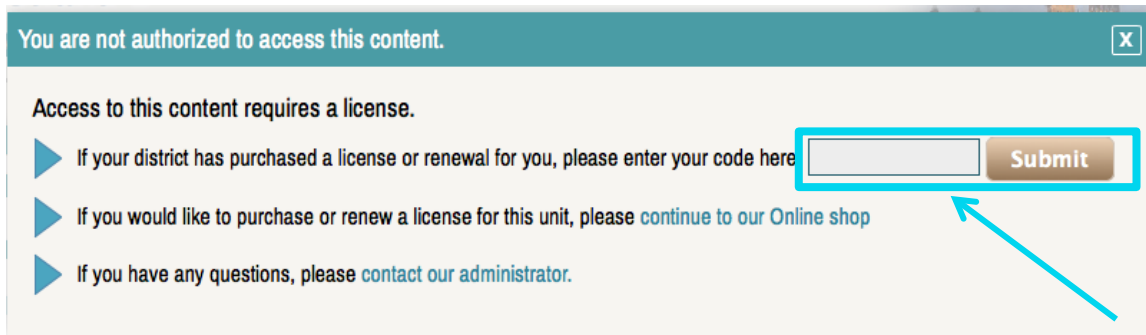 You are not authorized to access this content.
X
Access to this content requires a license.
If your district has purchased a license or renewal for you, please enter your code here
Submit
If you would like to purchase or renew a license for this unit, please continue to our Online shop
If you have any questions, please contact our administrator.